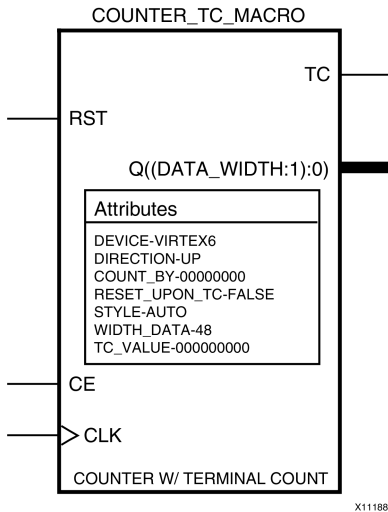 COUNTER_TC_MACRO
TC
RST
Q((DATA_WIDTH:1):0)
Attributes
DEVICE-VIRTEX6
DIRECTION-UP
COUNT_BY-00000000
RESET_UPON_TC-FALSE
STYLE-AUTO
WIDTH_DATA-48
TC_VALUE-000000000
CE
CLK
COUNTER W/ TERMINAL COUNT
X11188